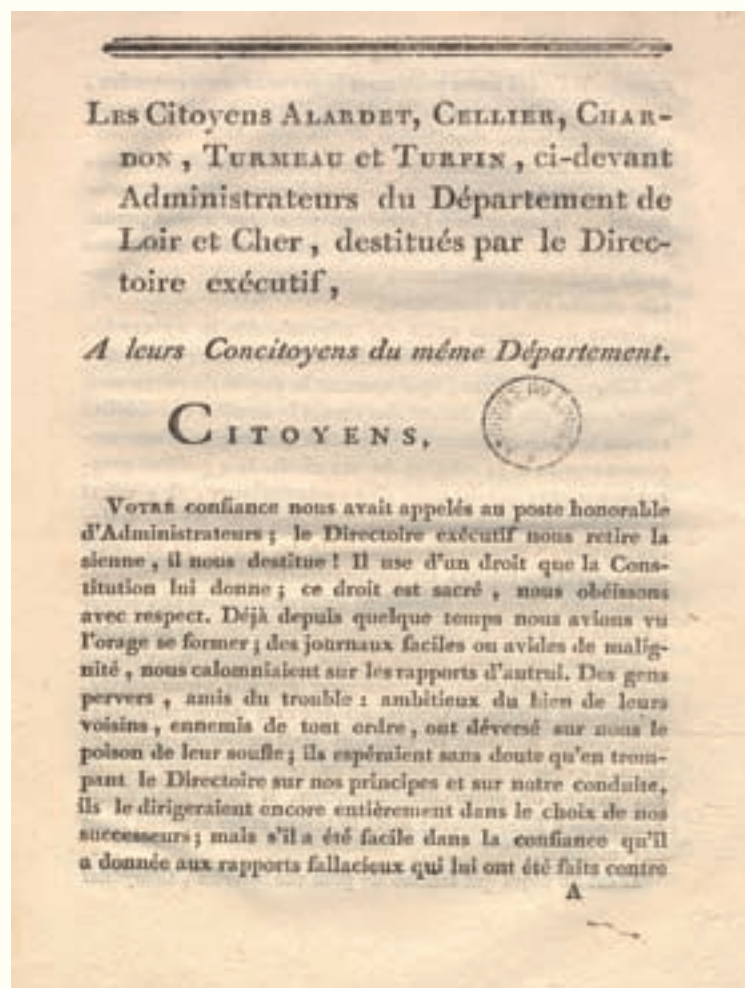 LES Citoyens ALARDET, CELLIER, CHAR-
DON, TURMEAU et TURPIN, ci-devant
Administrateurs du Département de
Loir et Cher, destitués par le Direc-
toire exécutif,
A leurs Concitoyens du même Département.
CITOYENS,
VOTRE confiance nous avait appelés au poste honorable
d'Administrateurs; le Directoire exécutif nous retire la
sienne, il nous destitue! Il use d'un droit que la Cons-
titution lui donne; ce droit est sacré, nous obéissons
avec respect. Déjà depuis quelque temps nous avions vu
l'orage se former; des journaux faciles ou avides de malig-
nité, nous calomniaient sur les rapports d'autrui. Des gens
pervers, amis du trouble: ambitieux du bien de leurs
voisins, ennemis de tout ordre, ont déversé sur nous le
poison de leur soufle; ils espéraient sans doute qu'en trom-
pant le Directoire sur nos principes et sur notre conduite,
ils le dirigeraient encore entièrement dans le choix de nos
successeurs; mais s'il a été facile dans la confiance qu'il
a donnée aux rapports fallacieux qui lui ont été faits contre
A